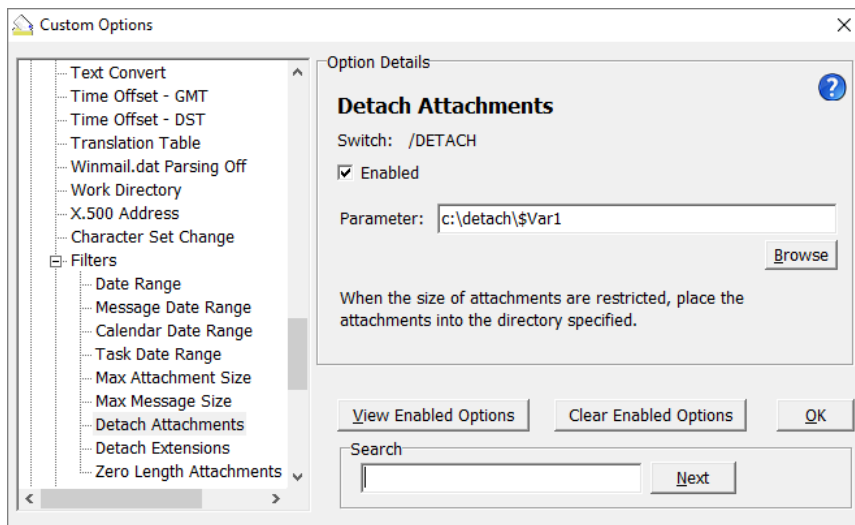 Custom Options
Text Convert
Time Offset - GMT
Time Offset - DST
Translation Table
Winmail.dat Parsing Off
Work Directory
X.500 Address
Character Set Change
Filters
Date Range
Message Date Range
Calendar Date Range
Task Date Range
Max Attachment Size
Max Message Size
Detach Attachments
Detach Extensions
Zero Length Attachments
Option Details
Detach Attachments
Switch: /DETACH
Enabled
Parameter: c:\detach\$Var1
Browse
When the size of attachments are restricted, place the
attachments into the directory specified.
View Enabled Options Clear Enabled Options OK
Search
Next